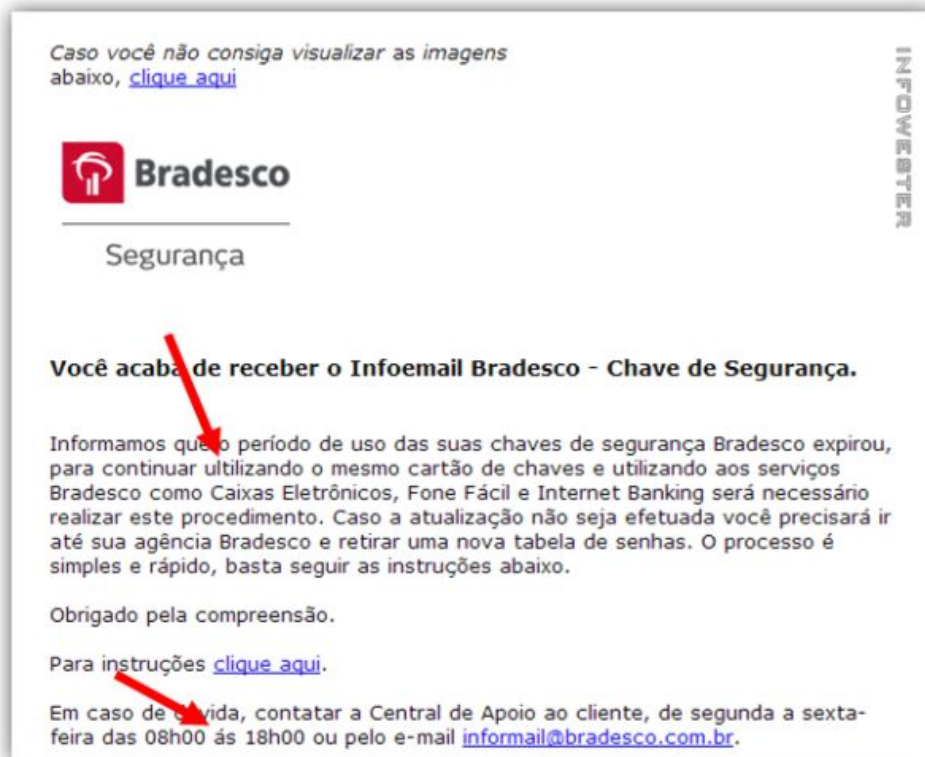 Caso você não consiga visualizar as imagens
abaixo, clique aqui
INFOWESTER
Bradesco
Segurança
Você acaba de receber o Infoemail Bradesco - Chave de Segurança.
Informamos que o período de uso das suas chaves de segurança Bradesco expirou,
para continuar ultilizando o mesmo cartão de chaves e utilizando aos serviços
Bradesco como Caixas Eletrônicos, Fone Fácil e Internet Banking será necessário
realizar este procedimento. Caso a atualização não seja efetuada você precisará ir
até sua agência Bradesco e retirar uma nova tabela de senhas. O processo é
simples e rápido, basta seguir as instruções abaixo.
Obrigado pela compreensão.
Para instruções clique aqui.
Em caso de dúvida, contatar a Central de Apoio ao cliente, de segunda a sexta-
feira das 08h00 ás 18h00 ou pelo e-mail informail@bradesco.com.br.